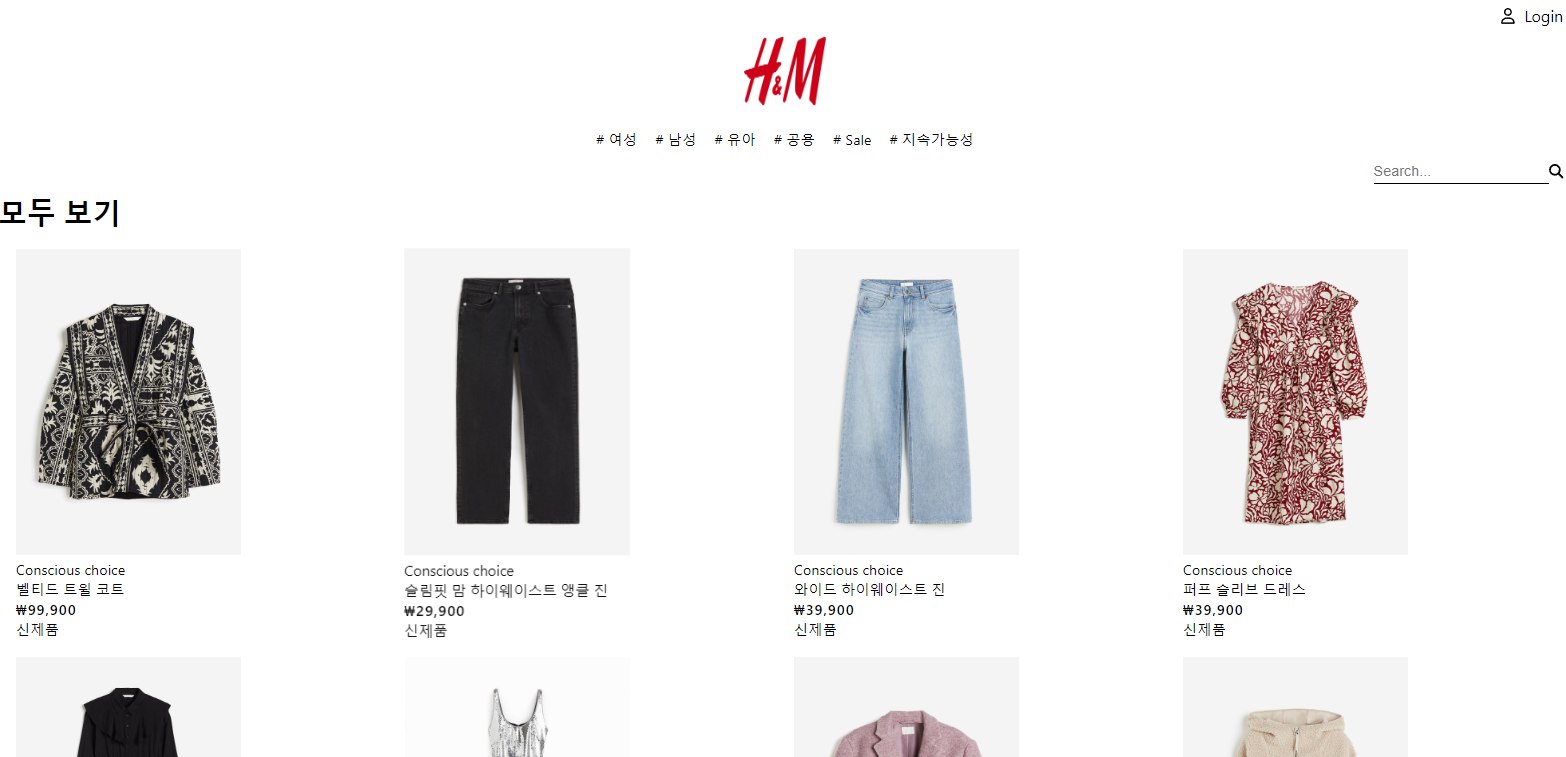 Login
H&M
# 여성 # 남성 # 유아 # 공용 # Sale # 지속가능성
Search...
모두 보기
Conscious choice
벨티드 트윌 코트
₩99,900
신제품
Conscious choice
슬림핏 맘 하이웨이스트 앵클 진
₩29,900
신제품
Conscious choice
와이드 하이웨이스트 진
₩39,900
신제품
Conscious choice
퍼프 슬리브 드레스
₩39,900
신제품